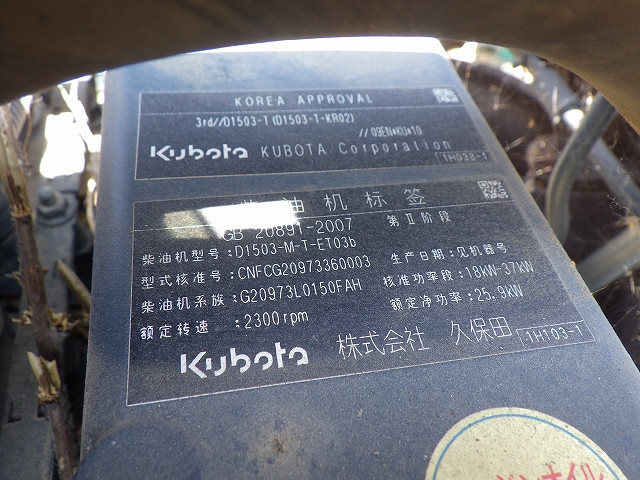 KOREA APPROVAL
3rd//D1503-T(D1503-T-KR02)
//09EN*KU*10
Kubota KUBOTA Corporation
1H038-1
柴油机标签
GB 20891-2007 第Ⅱ阶段
柴油机型号:D1503-M-T-ET03b
生产日期:见机器号
型式核准号:CNFCG20973360003
核准功率段:18kW-37kW
柴油机系族:G20973L0150FAH
额定净功率:25.9kW
额定转速:2300rpm
Kubota 株式会社 久保田
1H103-1